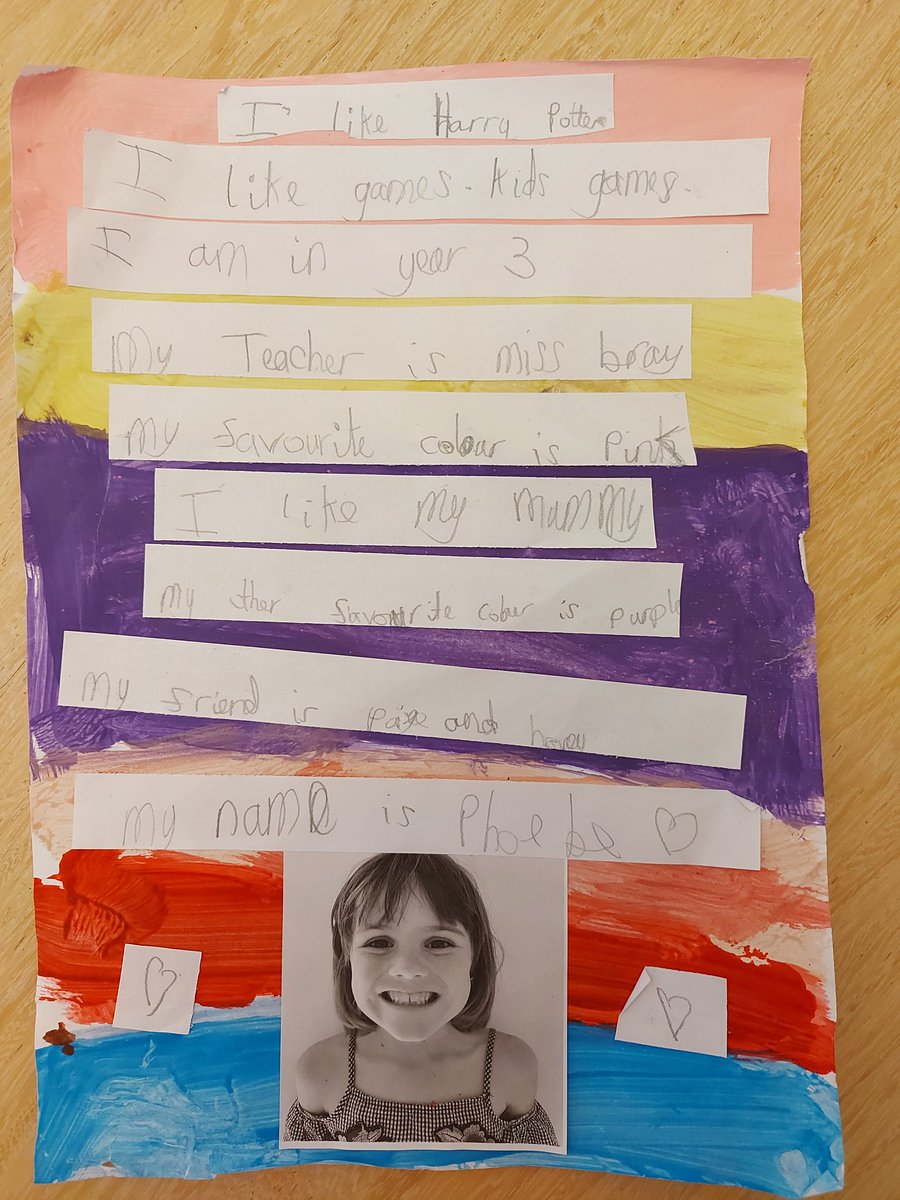 I like Harry Potter
I like games. kids games.
I am in year 3
My Teacher is miss bray
my favourite colour is Pink
I like my mummy
my other favourite colour is purple
My friend is paige and
my name is Phoebe